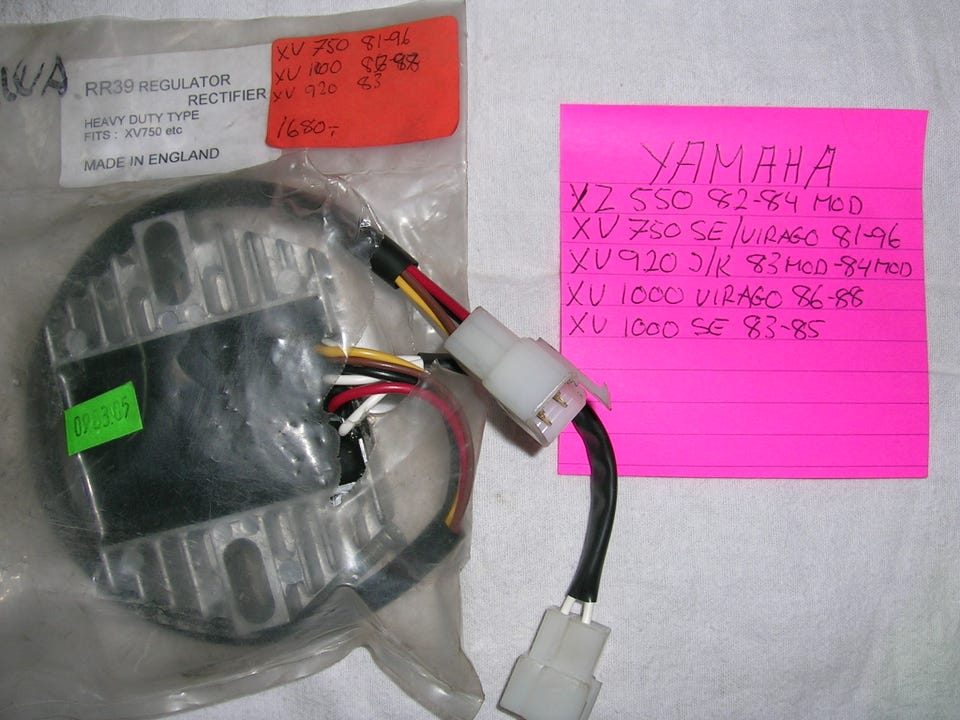 RR39 REGULATOR
RECTIFIER
HEAVY DUTY TYPE
FITS : XV750 etc
MADE IN ENGLAND
XV 750 81-96
XV 1100 88
XV 920 83
1680,-
0963.05
YAMAHA
XZ 550 82-84 MOD
XV 750 SE/VIRAGO 81-96
XV 920 J/K 83 MOD-84 MOD
XV 1000 VIRAGO 86-88
XV 1000 SE 83-85